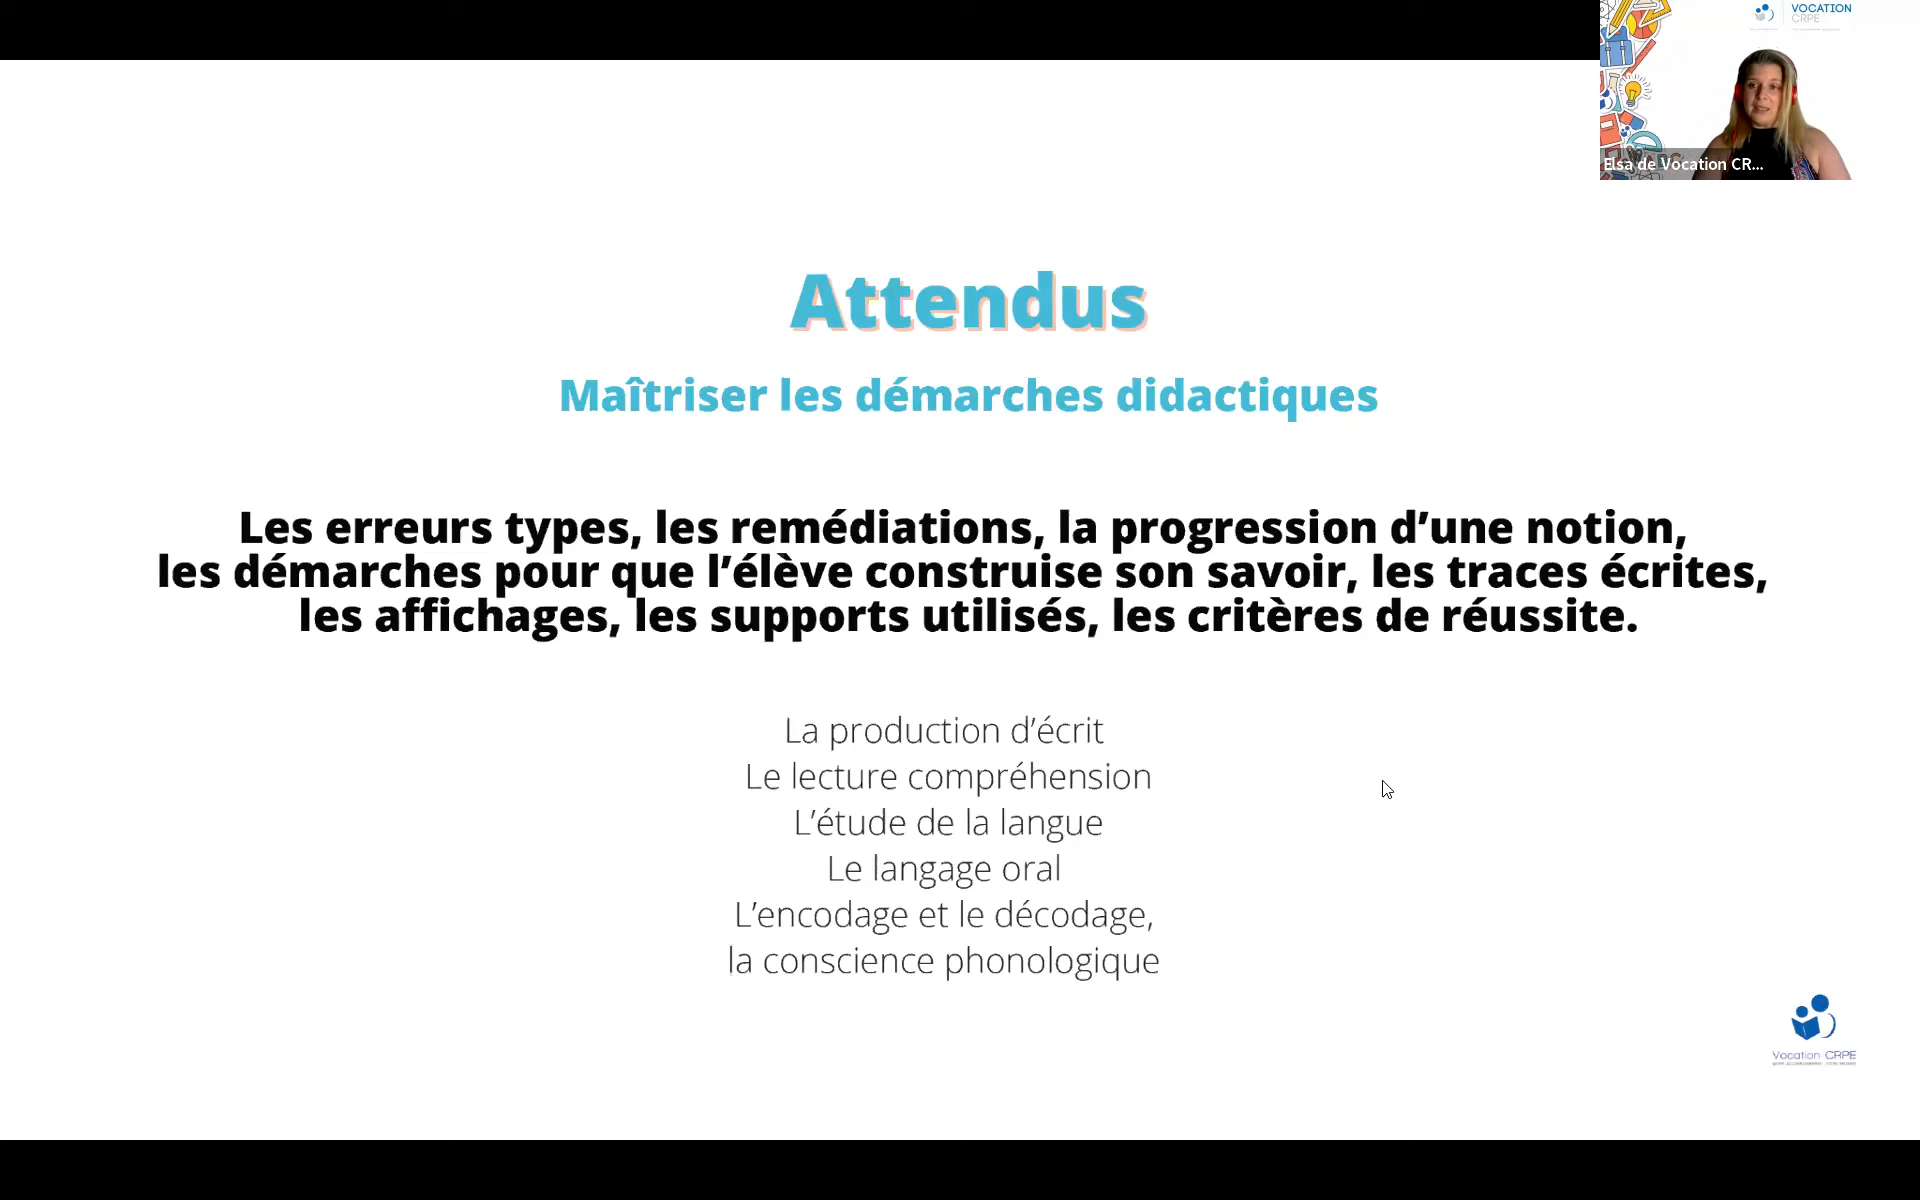 VOCATION
CRPE
Elsa de Vocation CR...
Attendus
Maîtriser les démarches didactiques
Les erreurs types, les remédiations, la progression d’une notion,
les démarches pour que l’élève construise son savoir, les traces écrites,
les affichages, les supports utilisés, les critères de réussite.
La production d’écrit
Le lecture compréhension
L’étude de la langue
Le langage oral
L’encodage et le décodage,
la conscience phonologique
Vocation CRPE